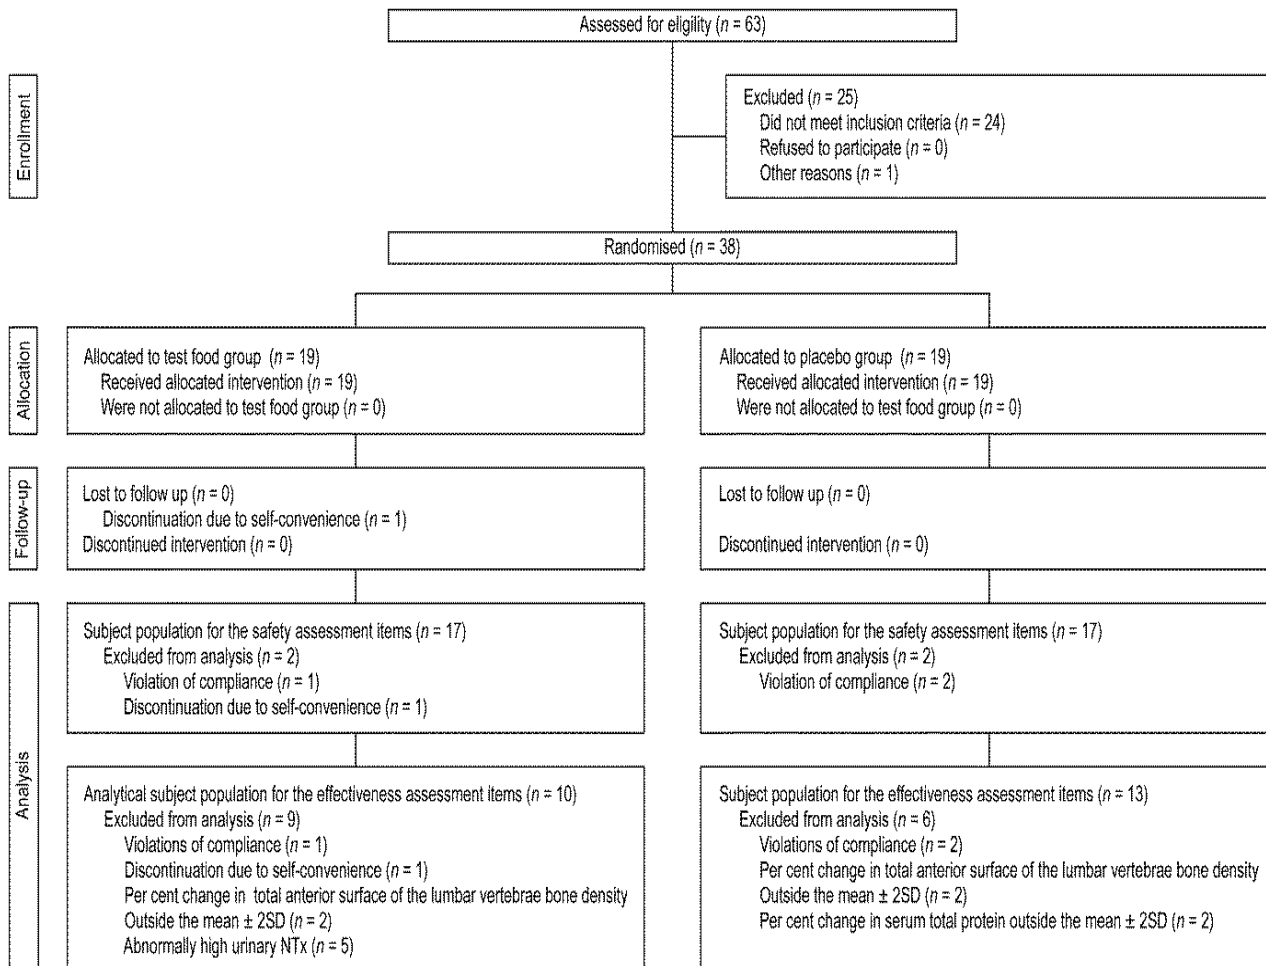 Assessed for eligility (n = 63)
Enrollment
Excluded (n = 25)
Did not meet inclusion criteria (n = 24)
Refused to participate (n = 0)
Other reasons (n = 1)
Randomised (n = 38)
Allocation
Allocated to test food group (n = 19)
Received allocated intervention (n = 19)
Were not allocated to test food group (n = 0)
Allocated to placebo group (n = 19)
Received allocated intervention (n = 19)
Were not allocated to test food group (n = 0)
Follow-up
Lost to follow up (n = 0)
Discontinuation due to self-convenience (n = 1)
Discontinued intervention (n = 0)
Lost to follow up (n = 0)
Discontinued intervention (n = 0)
Analysis
Subject population for the safety assessment items (n = 17)
Excluded from analysis (n = 2)
Violation of compliance (n = 1)
Discontinuation due to self-convenience (n = 1)
Subject population for the safety assessment items (n = 17)
Excluded from analysis (n = 2)
Violation of compliance (n = 2)
Analytical subject population for the effectiveness assessment items (n = 10)
Excluded from analysis (n = 9)
Violations of compliance (n = 1)
Discontinuation due to self-convenience (n = 1)
Per cent change in total anterior surface of the lumbar vertebrae bone density
Outside the mean ± 2SD (n = 2)
Abnormally high urinary NTx (n = 5)
Subject population for the effectiveness assessment items (n = 13)
Excluded from analysis (n = 6)
Violations of compliance (n = 2)
Per cent change in total anterior surface of the lumbar vertebrae bone density
Outside the mean ± 2SD (n = 2)
Per cent change in serum total protein outside the mean ± 2SD (n = 2)